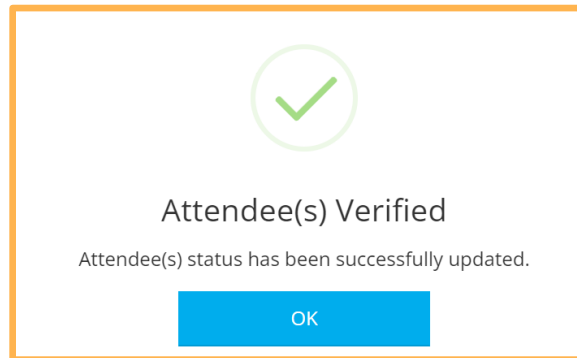 Attendee(s) Verified
Attendee(s) status has been successfully updated.
OK